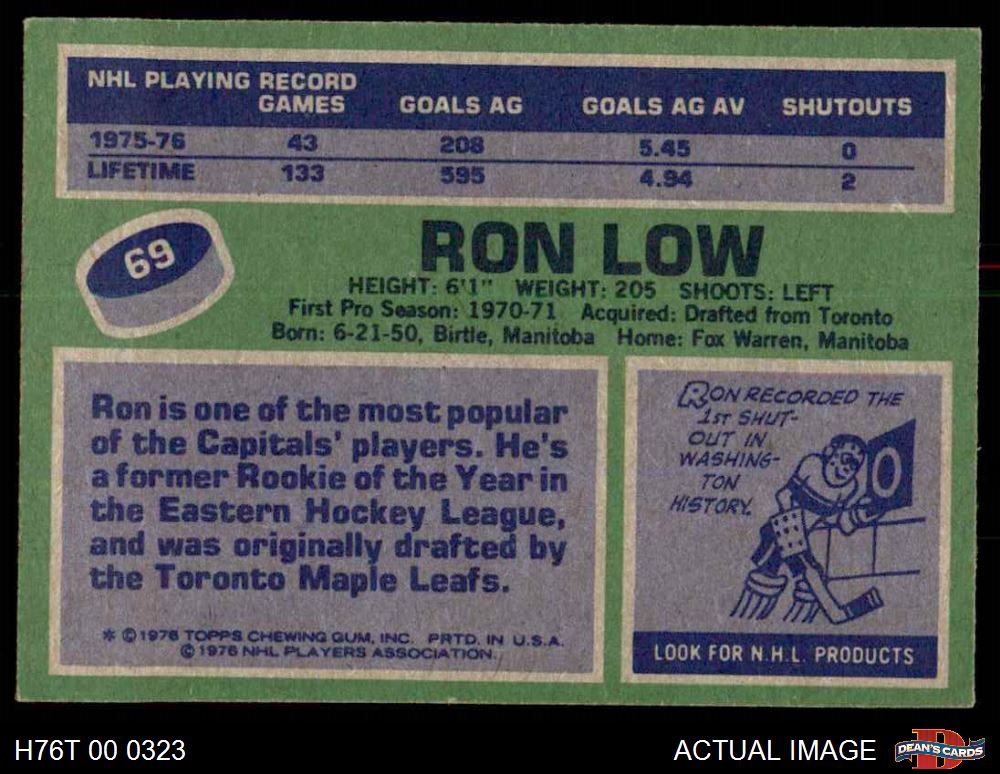 NHL PLAYING RECORD
GAMES GOALS AG GOALS AG AV SHUTOUTS
1975-76 43 208 5.45 0
LIFETIME 133 595 4.94 2
69
RON LOW
HEIGHT: 6'1" WEIGHT: 205 SHOOTS: LEFT
First Pro Season: 1970-71 Acquired: Drafted from Toronto
Born: 6-21-50, Birtle, Manitoba Home: Fox Warren, Manitoba
Ron is one of the most popular
of the Capitals' players. He's
a former Rookie of the Year in
the Eastern Hockey League,
and was originally drafted by
the Toronto Maple Leafs.
* © 1976 TOPPS CHEWING GUM, INC. PRTD. IN U.S.A.
© 1976 NHL PLAYERS ASSOCIATION.
RON RECORDED THE
1ST SHUT-
OUT IN
WASHING-
TON
HISTORY.
0
LOOK FOR N.H.L. PRODUCTS
H76T 00 0323
ACTUAL IMAGE
D
DEAN'S CARDS